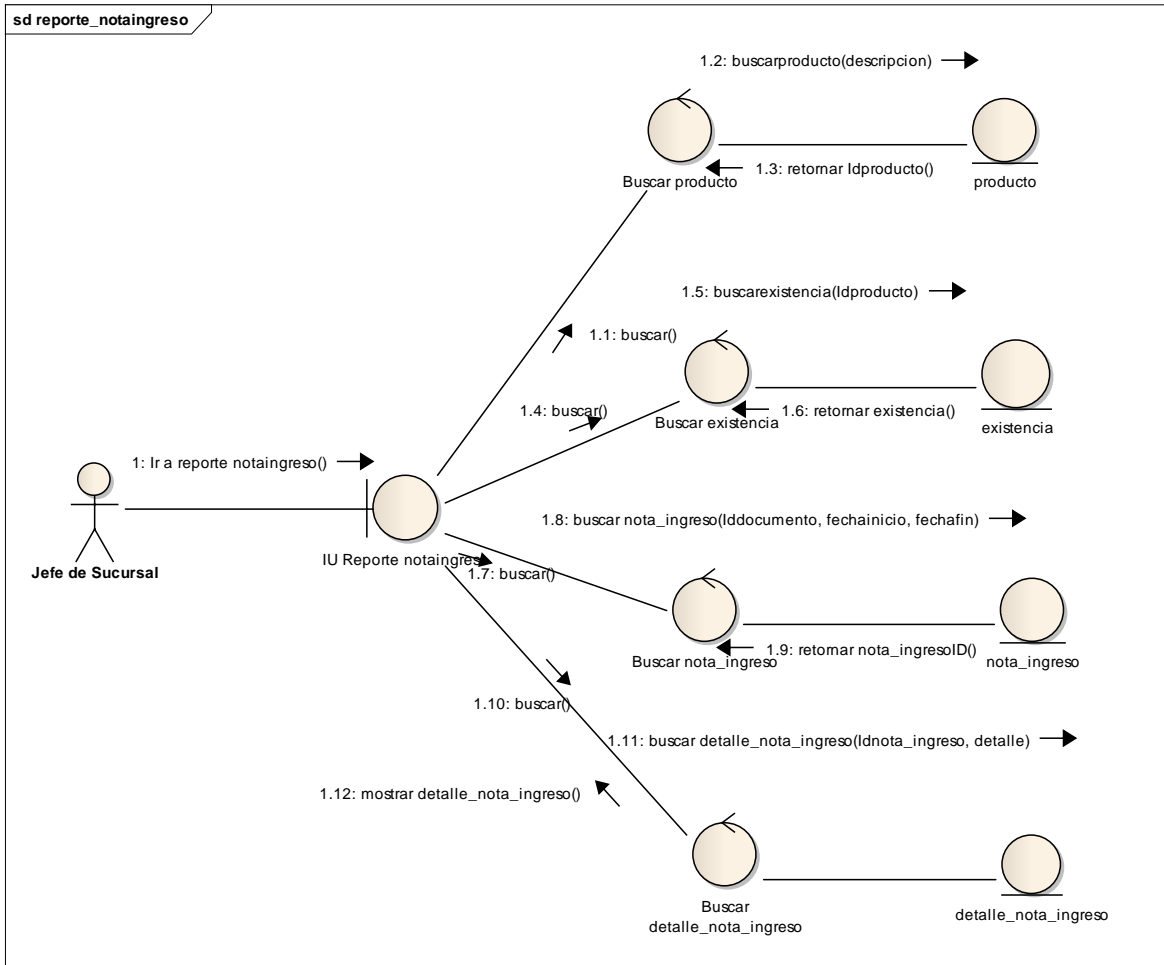 sd reporte_notaingreso
1.2: buscarproducto(descripcion)
1.3: retornar Idproducto()
Buscar producto
producto
1.5: buscarexistencia(Idproducto)
1.1: buscar()
1.4: buscar()
1.6: retornar existencia()
Buscar existencia
existencia
1: Ir a reporte notaingreso()
1.8: buscar nota_ingreso(Iddocumento, fechainicio, fechafin)
IU Reporte notaingreso
Jefe de Sucursal
1.7: buscar()
1.9: retornar nota_ingresoID()
Buscar nota_ingreso
nota_ingreso
1.10: buscar()
1.11: buscar detalle_nota_ingreso(Idnota_ingreso, detalle)
1.12: mostrar detalle_nota_ingreso()
Buscar
detalle_nota_ingreso
detalle_nota_ingreso